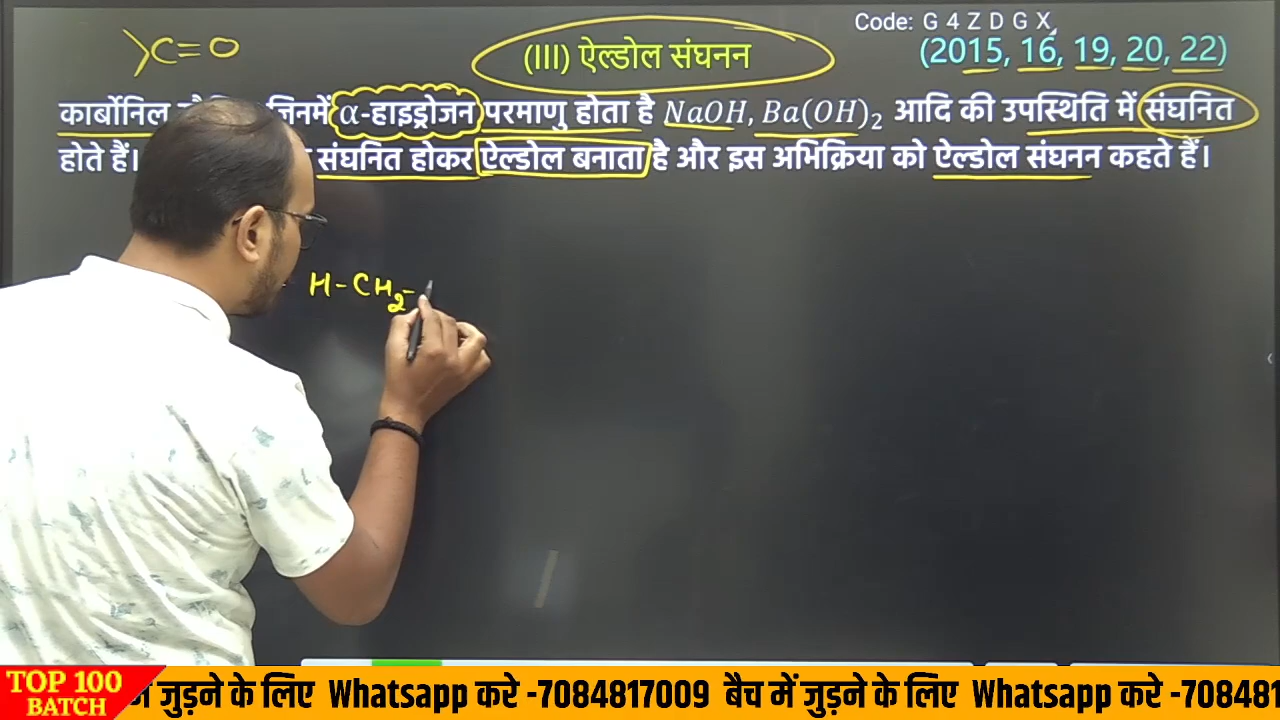 Code: G 4 Z D G X
>C=O
(III) ऐल्डोल संघनन
(2015, 16, 19, 20, 22)
कार्बोनिल जिनमें α-हाइड्रोजन परमाणु होता है NaOH, Ba(OH)₂ आदि की उपस्थिति में संघनित
होते हैं। संघनित होकर ऐल्डोल बनाता है और इस अभिक्रिया को ऐल्डोल संघनन कहते हैं।
H-CH₂-
TOP 100
BATCH
में जुड़ने के लिए Whatsapp करे -7084817009 बैच में जुड़ने के लिए Whatsapp करे -70848